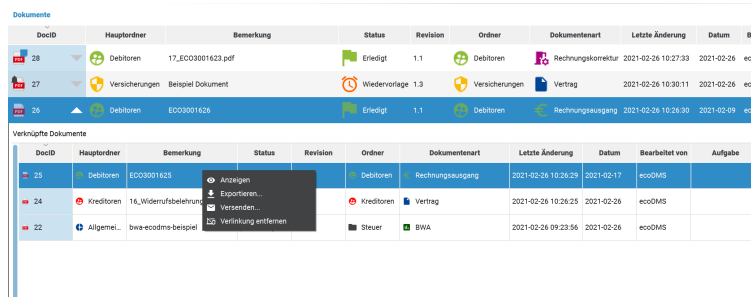 Dokumente
DocID Hauptordner Bemerkung Status Revision Ordner Dokumentenart Letzte Änderung Datum
28 Debitoren 17_ECO3001623.pdf Erledigt 1.1 Debitoren Rechnungskorrektur 2021-02-26 10:27:33 2021-02-26
27 Versicherungen Beispiel Dokument Wiedervorlage 1.3 Versicherungen Vertrag 2021-02-26 10:30:11 2021-02-26
26 Debitoren ECO3001626 Erledigt 1.1 Debitoren Rechnungsausgang 2021-02-26 10:26:30 2021-02-09
Verknüpfte Dokumente
DocID Hauptordner Bemerkung Status Revision Ordner Dokumentenart Letzte Änderung Datum Bearbeitet von Aufgabe
25 Debitoren ECO3001625 Debitoren Rechnungsausgang 2021-02-26 10:26:29 2021-02-17 ecoDMS
24 Kreditoren 16_Widerrufsbelehrung Kreditoren Vertrag 2021-02-26 10:26:25 2021-02-26 ecoDMS
22 Allgemei... bwa-ecodms-beispiel Steuer BWA 2021-02-26 09:23:56 2021-02-26 ecoDMS
Anzeigen
Exportieren...
Versenden...
Verlinkung entfernen